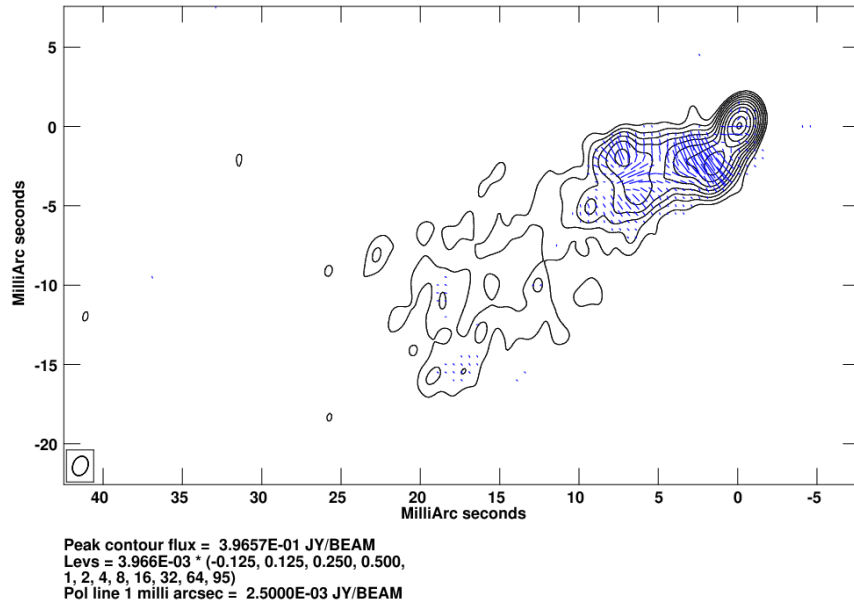 5
0
-5
-10
-15
-20
MilliArc seconds
40 35 30 25 20 15 10 5 0 -5
MilliArc seconds
Peak contour flux = 3.9657E-01 JY/BEAM
Levs = 3.966E-03 * (-0.125, 0.125, 0.250, 0.500,
1, 2, 4, 8, 16, 32, 64, 95)
Pol line 1 milli arcsec = 2.5000E-03 JY/BEAM